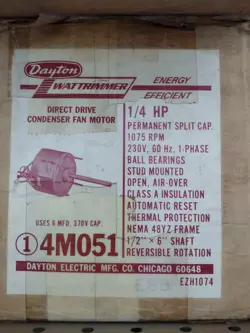 Dayton
WATTRIMMER
ENERGY
EFFICIENT
DIRECT DRIVE
CONDENSER FAN MOTOR
1/4 HP
PERMANENT SPLIT CAP.
1075 RPM
230V, 60 Hz, 1-PHASE
BALL BEARINGS
STUD MOUNTED
OPEN, AIR-OVER
CLASS A INSULATION
AUTOMATIC RESET
THERMAL PROTECTION
NEMA 48YZ FRAME
1/2" x 6" SHAFT
REVERSIBLE ROTATION
USES 6 MFD, 370V CAP.
1 4M051
DAYTON ELECTRIC MFG. CO. CHICAGO 60648
EZH1074